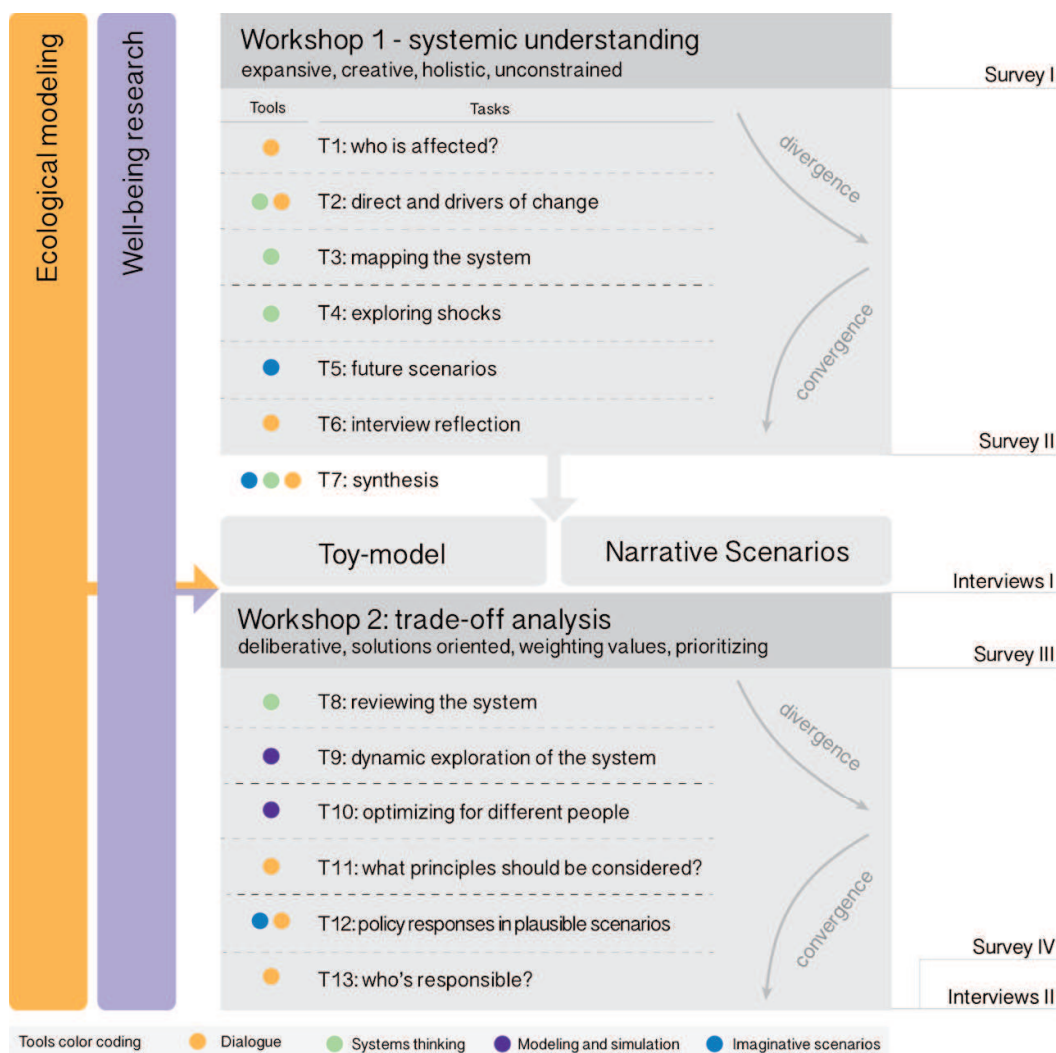 Ecological modeling
Well-being research
Workshop 1 - systemic understanding
expansive, creative, holistic, unconstrained
Survey I
Tools
Tasks
T1: who is affected?
divergence
T2: direct and drivers of change
T3: mapping the system
T4: exploring shocks
convergence
T5: future scenarios
T6: interview reflection
Survey II
T7: synthesis
Toy-model
Narrative Scenarios
Interviews I
Workshop 2: trade-off analysis
deliberative, solutions oriented, weighting values, prioritizing
Survey III
T8: reviewing the system
divergence
T9: dynamic exploration of the system
T10: optimizing for different people
T11: what principles should be considered?
convergence
T12: policy responses in plausible scenarios
Survey IV
T13: who's responsible?
Interviews II
Tools color coding
Dialogue
Systems thinking
Modeling and simulation
Imaginative scenarios